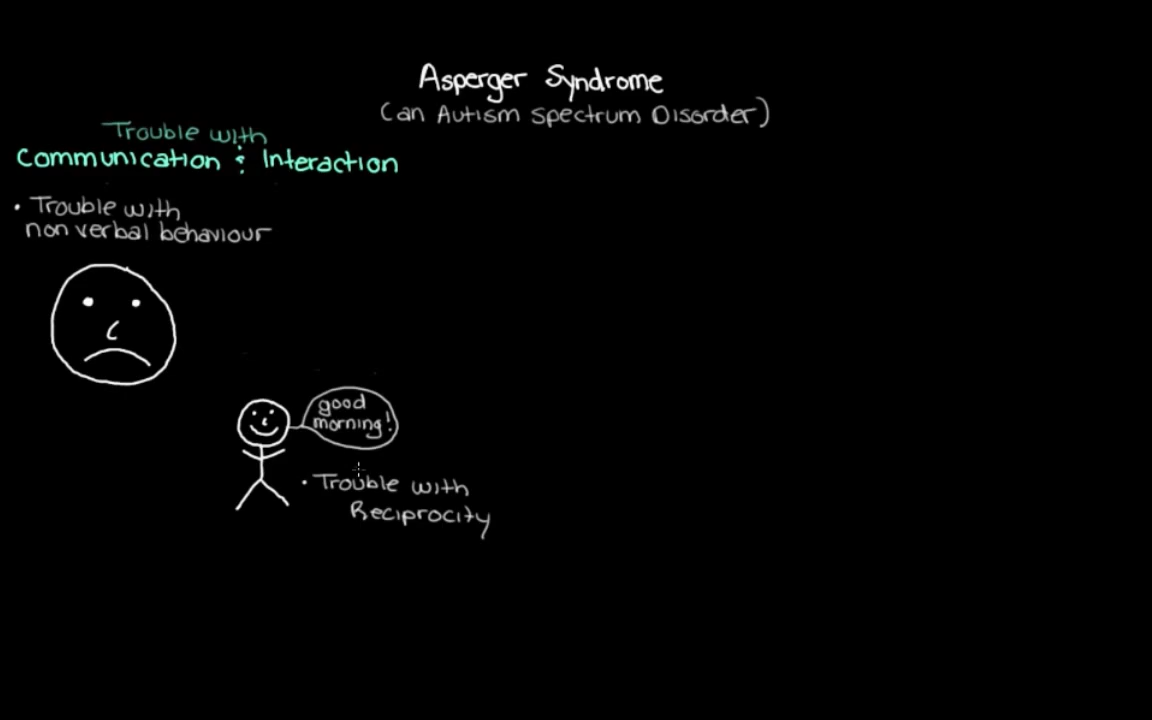 Asperger Syndrome
(an Autism Spectrum Disorder)
Trouble with
Communication & Interaction
• Trouble with
non verbal behaviour
good
morning!
• Trouble with
Reciprocity